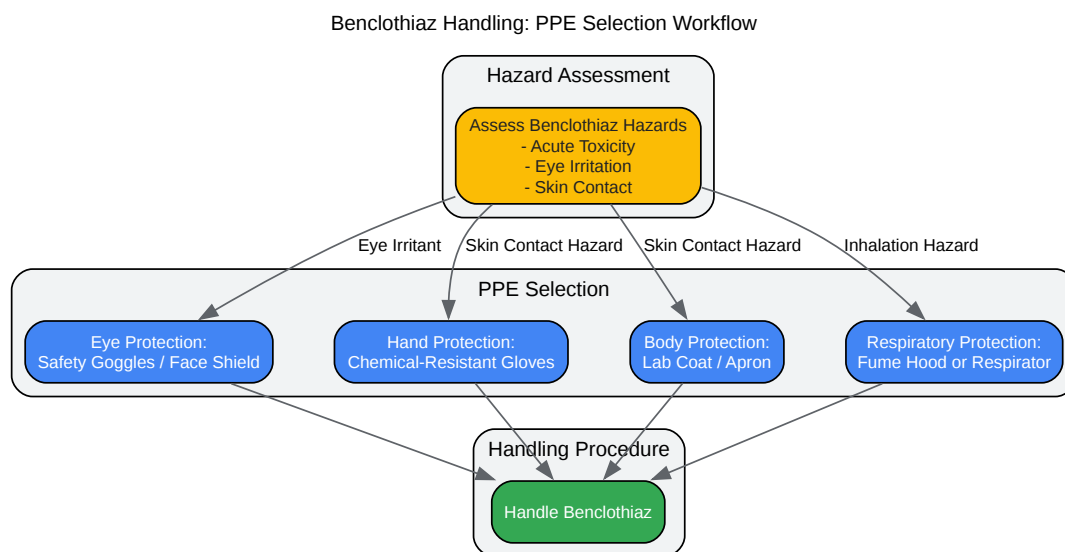 Benclothiaz Handling: PPE Selection Workflow
Hazard Assessment
Assess Benclothiaz Hazards
- Acute Toxicity
- Eye Irritation
- Skin Contact
Eye Irritant
Skin Contact Hazard
Skin Contact Hazard
Inhalation Hazard
PPE Selection
Eye Protection:
Safety Goggles / Face Shield
Hand Protection:
Chemical-Resistant Gloves
Body Protection:
Lab Coat / Apron
Respiratory Protection:
Fume Hood or Respirator
Handling Procedure
Handle Benclothiaz